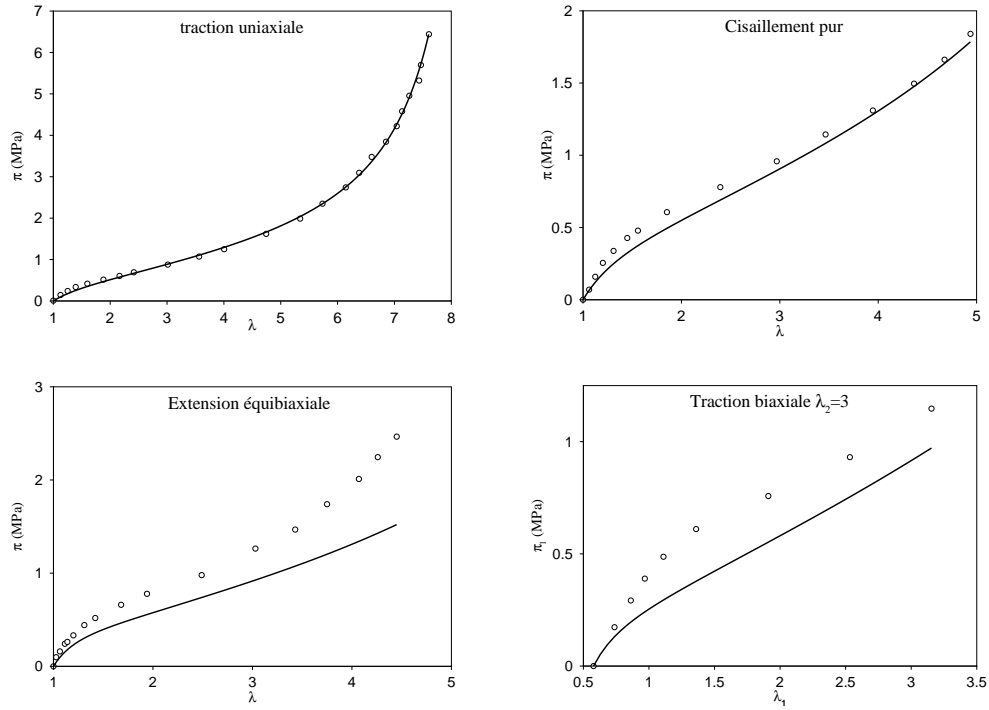 traction uniaxiale
7
6
5
4
3
2
1
0
π (MPa)
1 2 3 4 5 6 7 8
λ
Cisaillement pur
2
1.5
1
0.5
0
π (MPa)
1 2 3 4 5
λ
Extension équibiaxiale
3
2
1
0
π (MPa)
1 2 3 4 5
λ
Traction biaxiale λ₂=3
1
0.5
0
π₁ (MPa)
0.5 1 1.5 2 2.5 3 3.5
λ₁